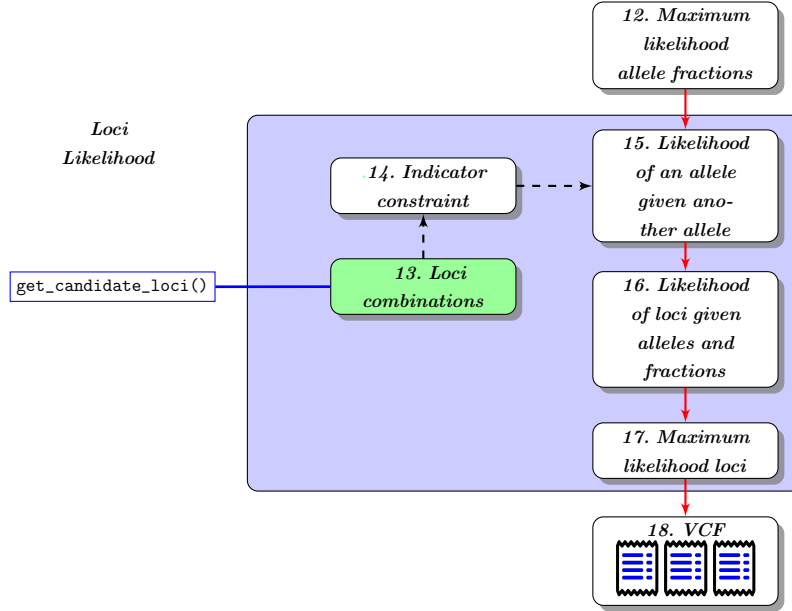 12. Maximum
likelihood
allele fractions
Loci
Likelihood
15. Likelihood
of an allele
given ano-
ther allele
14. Indicator
constraint
13. Loci
combinations
get_candidate_loci()
16. Likelihood
of loci given
alleles and
fractions
17. Maximum
likelihood loci
18. VCF